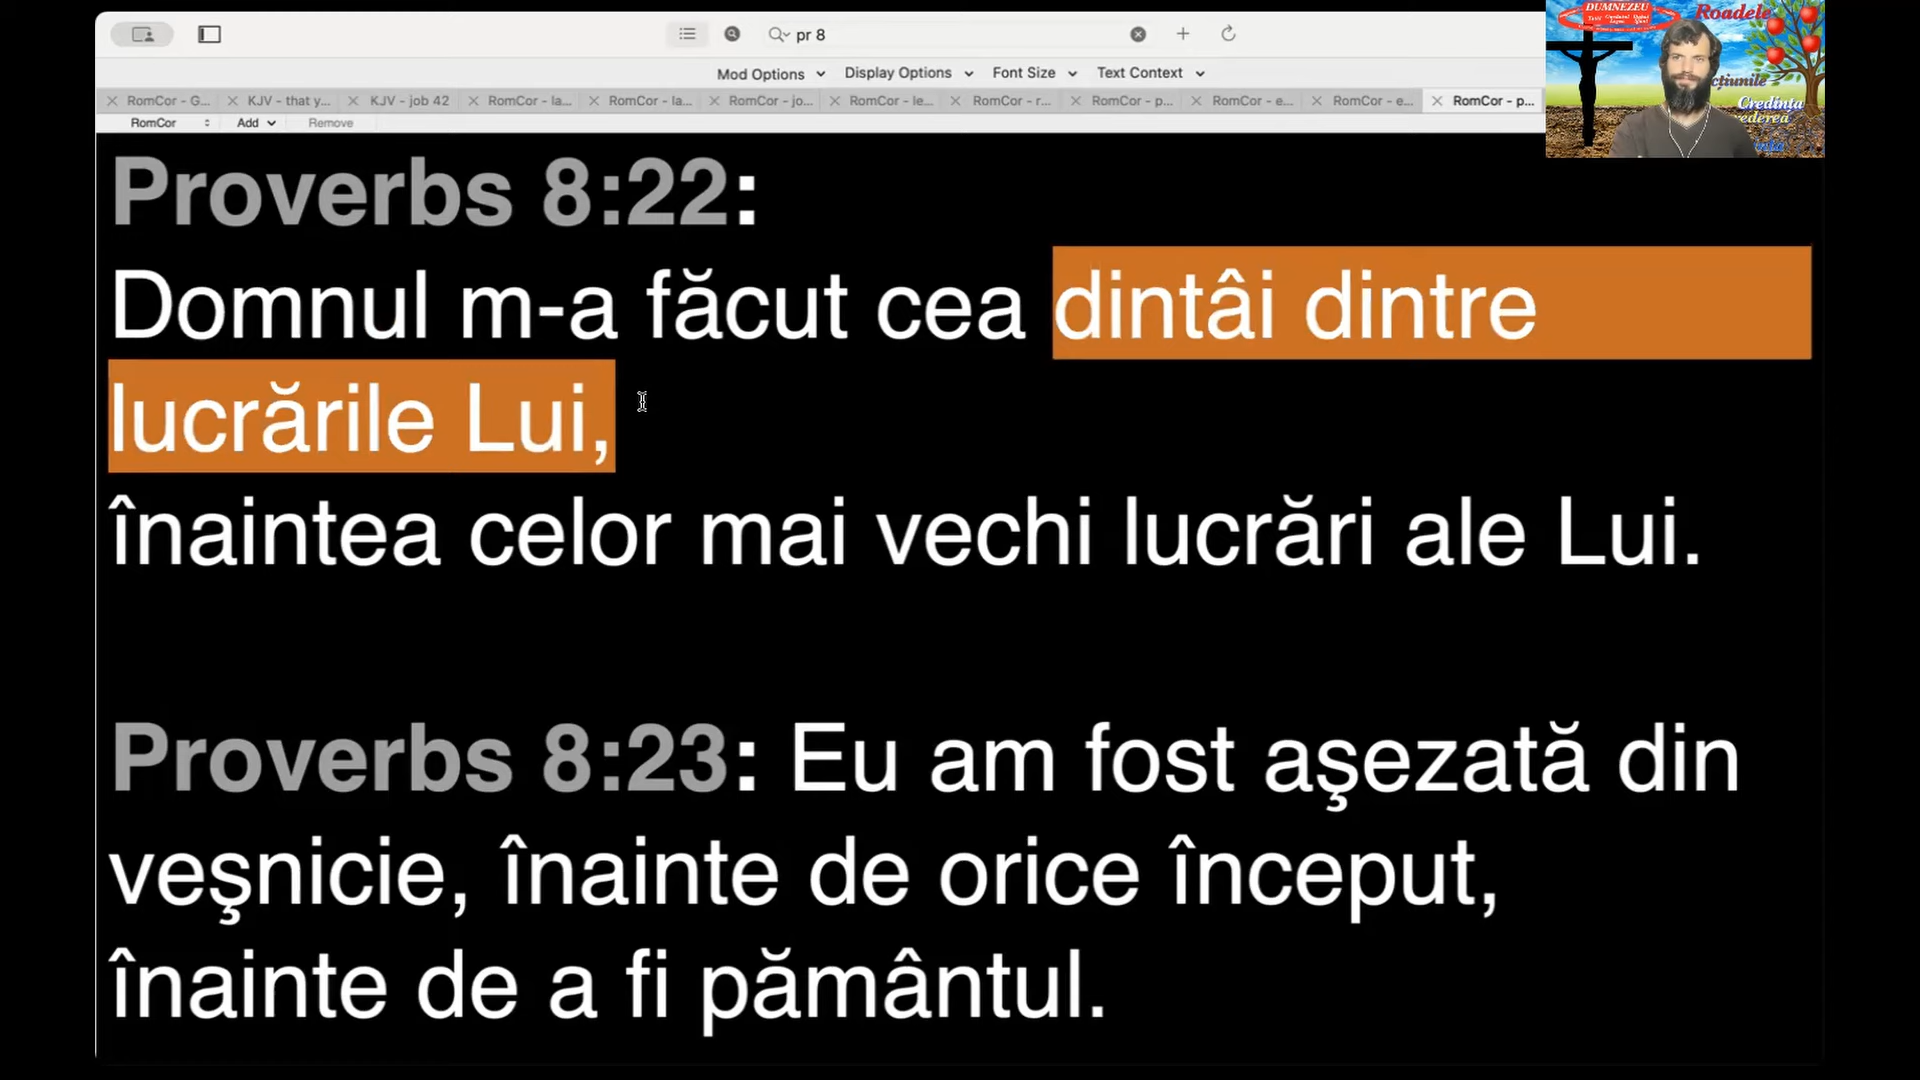 pr 8
Mod Options Display Options Font Size Text Context
RomCor - G... KJV - that y... KJV - job 42 RomCor - la... RomCor - la... RomCor - jo... RomCor - le... RomCor - r... RomCor - p... RomCor - e... RomCor - e... RomCor - p...
RomCor Add Remove
DUMNEZEU
Roadele
Credința
Proverbs 8:22:
Domnul m-a făcut cea dintâi dintre
lucrările Lui,
înaintea celor mai vechi lucrări ale Lui.
Proverbs 8:23: Eu am fost aşezată din
veşnicie, înainte de orice început,
înainte de a fi pământul.